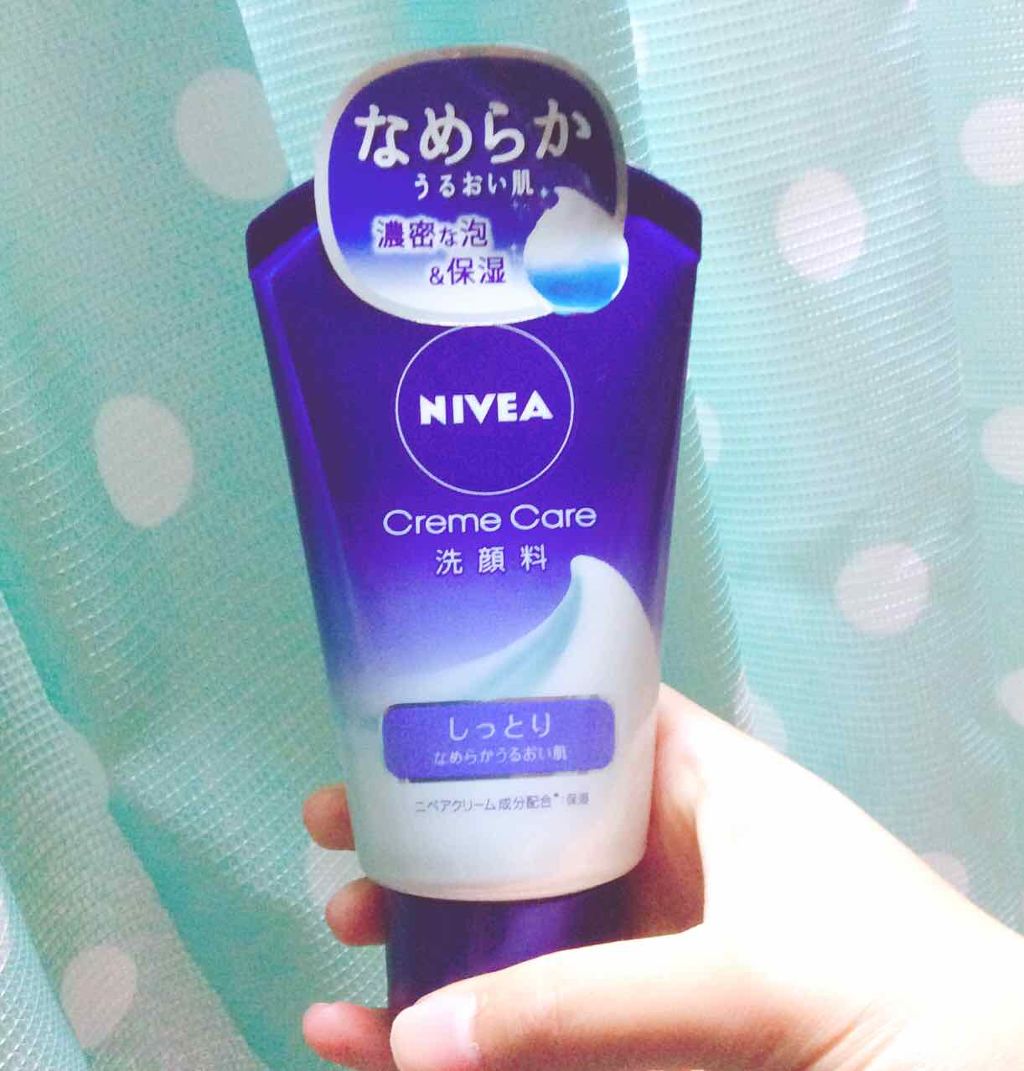 なめらか
うるおい肌
濃密な泡
&保湿
NIVEA
Creme Care
洗顔料
しっとり
なめらかうるおい肌
ニベアクリーム成分配合*:保湿